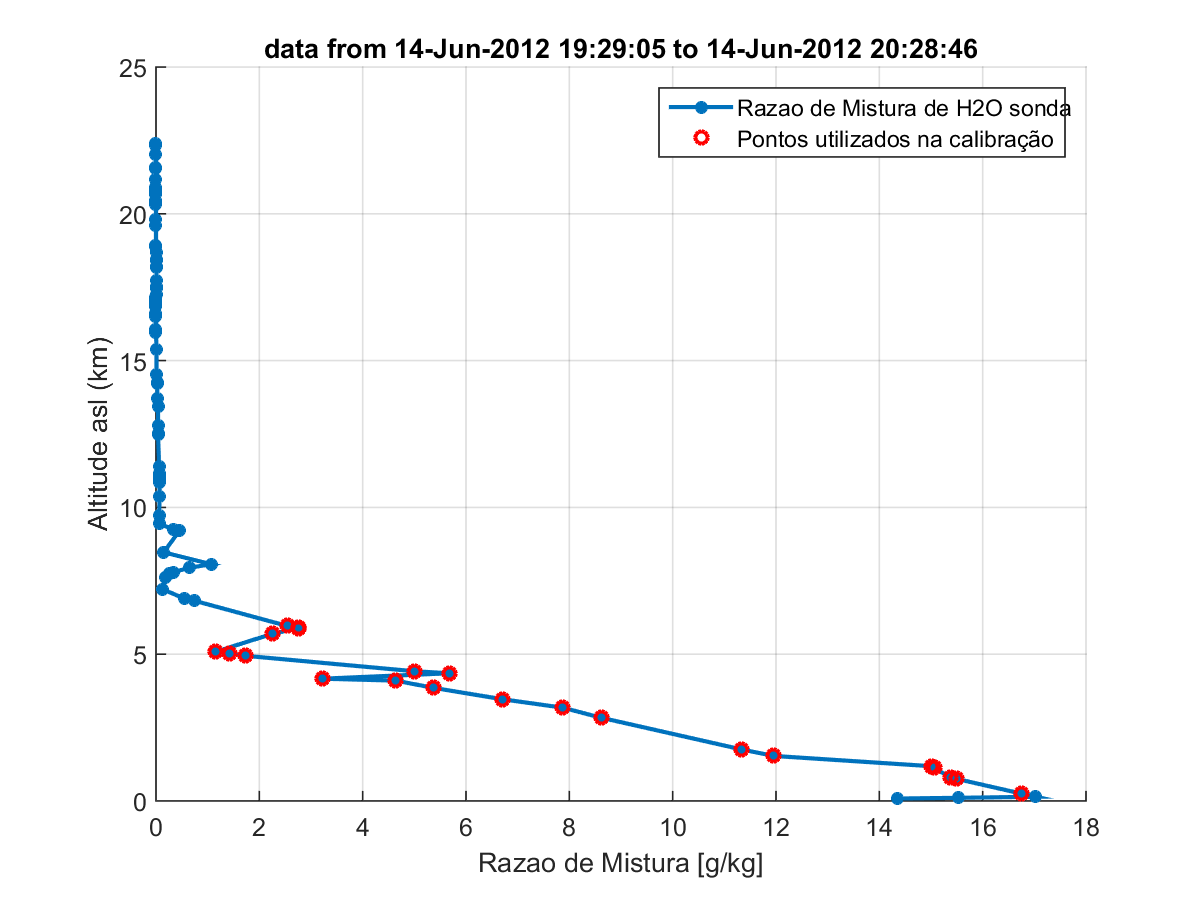 data from 14-Jun-2012 19:29:05 to 14-Jun-2012 20:28:46
Razao de Mistura de H2O sonda
Pontos utilizados na calibração
25
20
15
10
5
0
Altitude asl (km)
0 2 4 6 8 10 12 14 16 18
Razao de Mistura [g/kg]